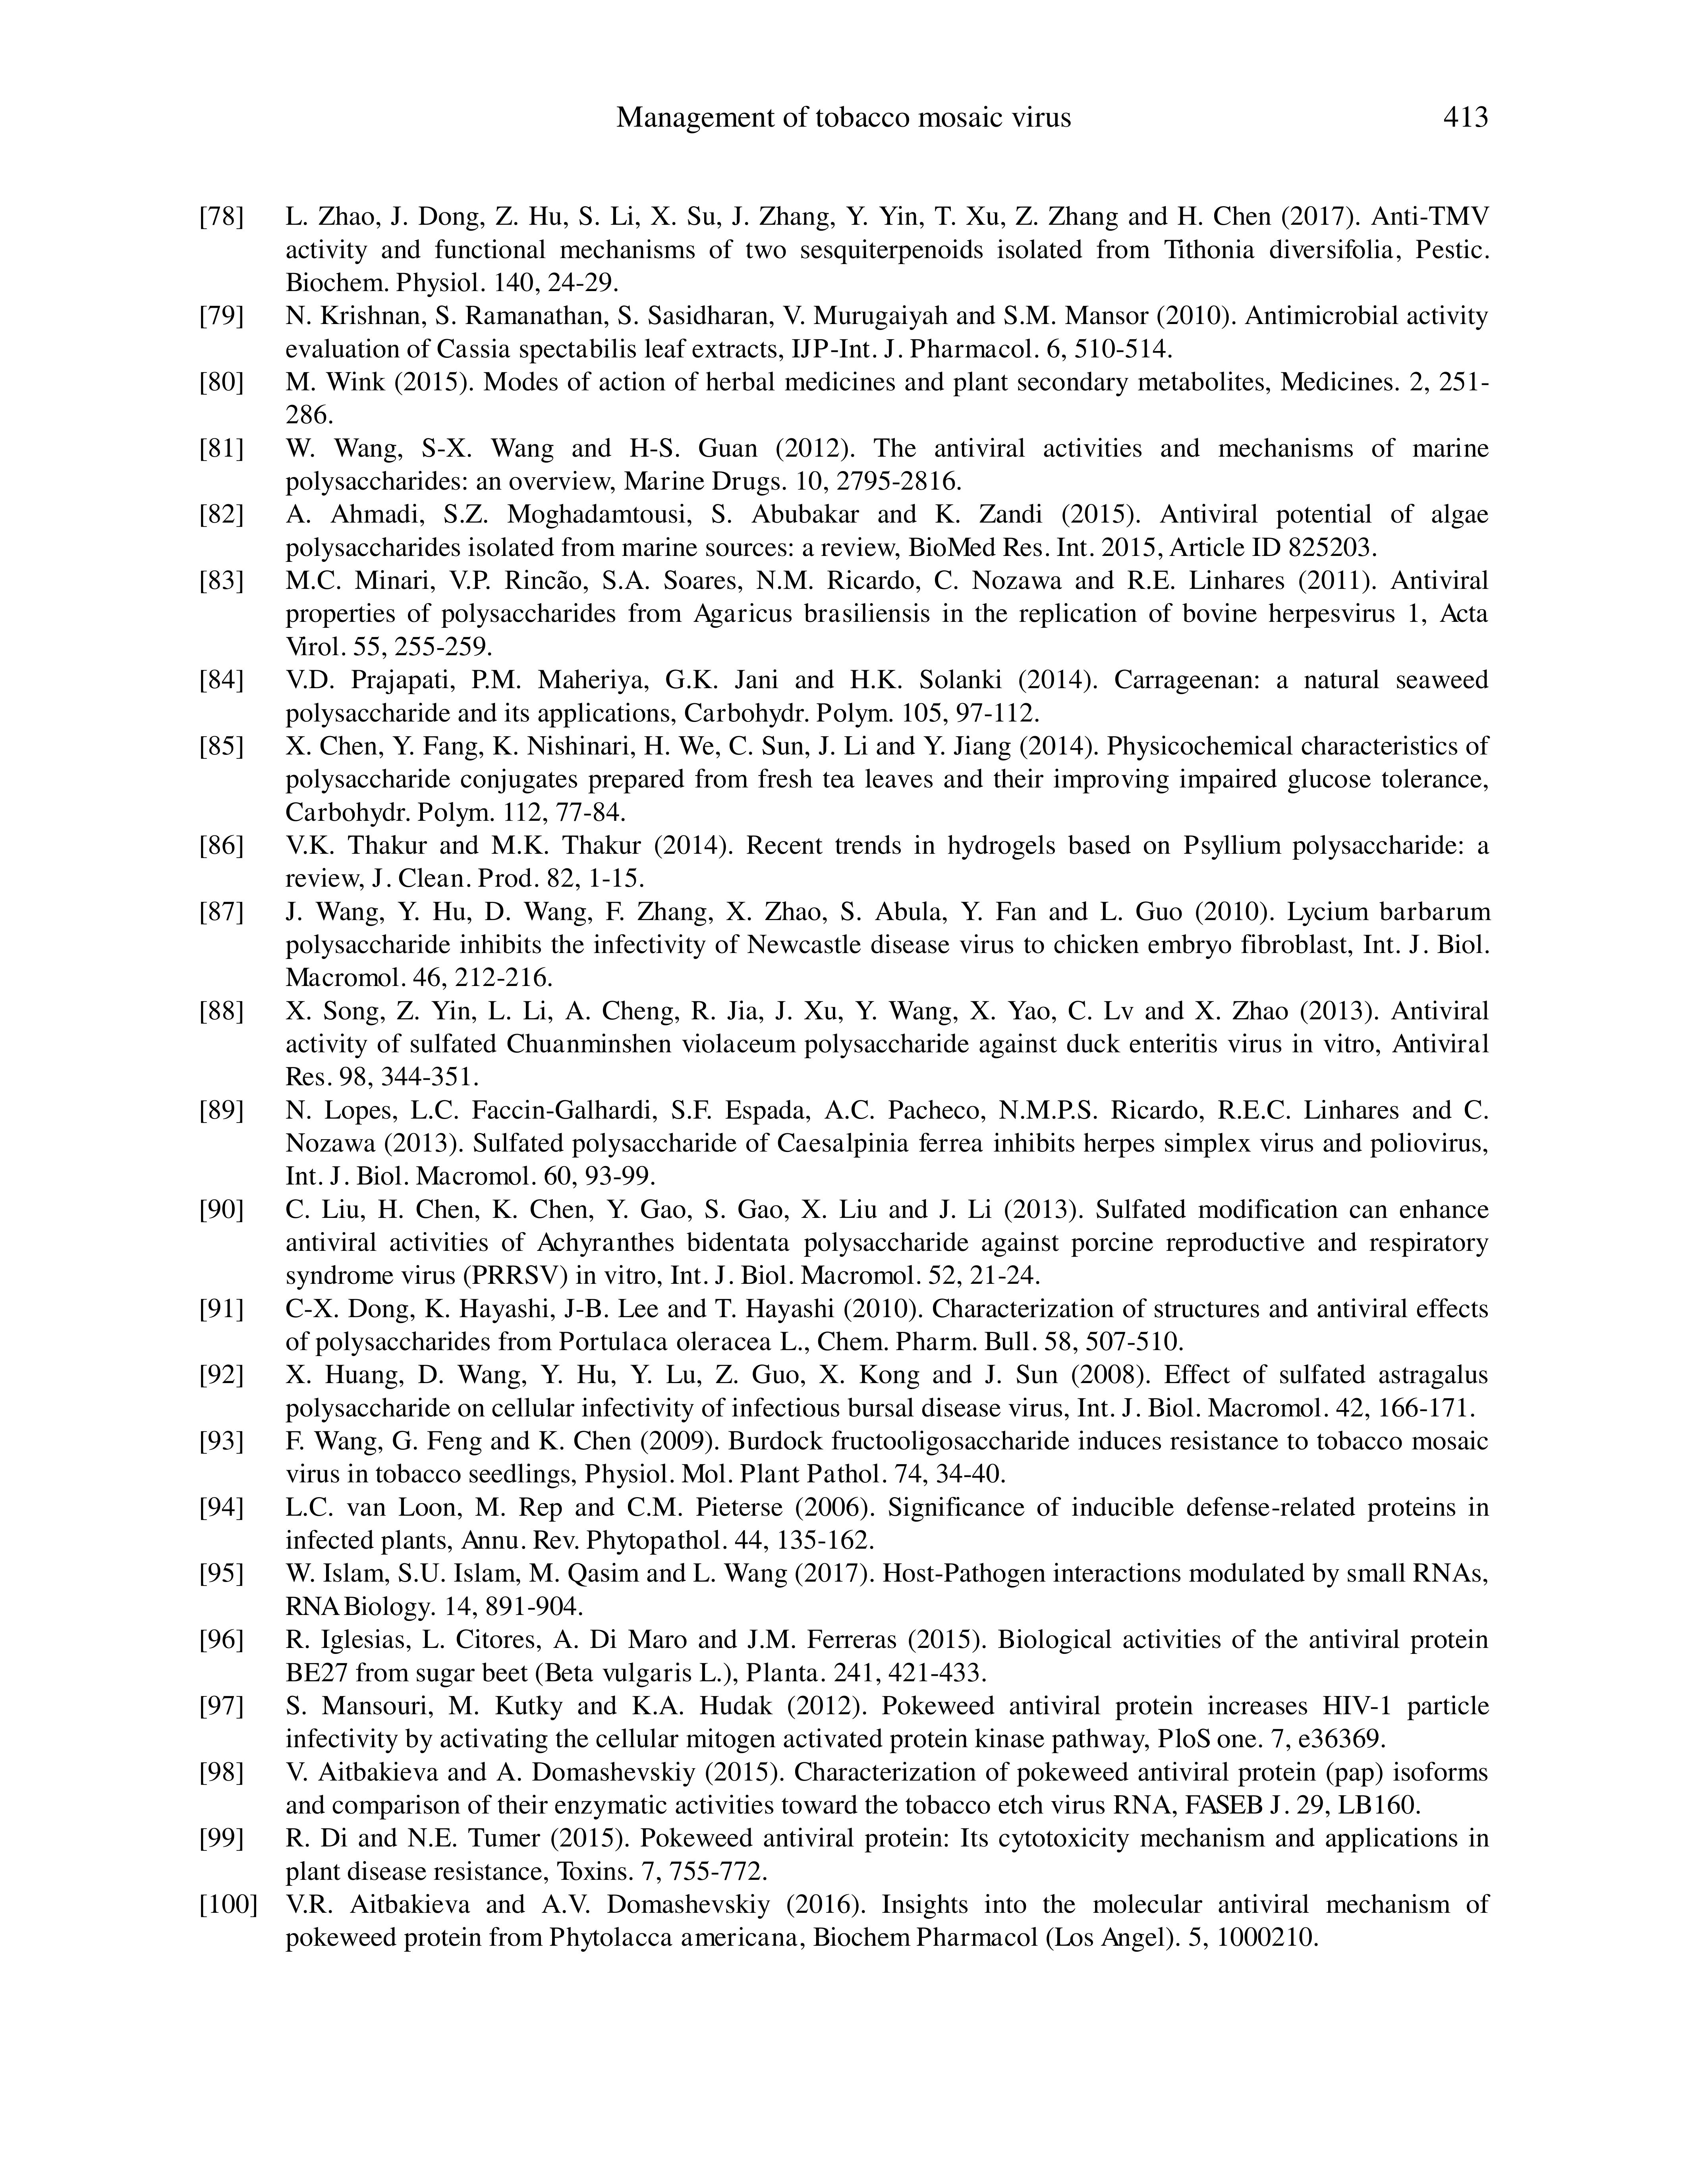 Management of tobacco mosaic virus 413
[78] L. Zhao, J. Dong, Z. Hu, S. Li, X. Su, J. Zhang, Y. Yin, T. Xu, Z. Zhang and H. Chen (2017). Anti-TMV
activity and functional mechanisms of two sesquiterpenoids isolated from Tithonia diversifolia, Pestic.
Biochem. Physiol. 140, 24-29.
[79] N. Krishnan, S. Ramanathan, S. Sasidharan, V. Murugaiyah and S.M. Mansor (2010). Antimicrobial activity
evaluation of Cassia spectabilis leaf extracts, IJP-Int. J. Pharmacol. 6, 510-514.
[80] M. Wink (2015). Modes of action of herbal medicines and plant secondary metabolites, Medicines. 2, 251-
286.
[81] W. Wang, S-X. Wang and H-S. Guan (2012). The antiviral activities and mechanisms of marine
polysaccharides: an overview, Marine Drugs. 10, 2795-2816.
[82] A. Ahmadi, S.Z. Moghadamtousi, S. Abubakar and K. Zandi (2015). Antiviral potential of algae
polysaccharides isolated from marine sources: a review, BioMed Res. Int. 2015, Article ID 825203.
[83] M.C. Minari, V.P. Rincão, S.A. Soares, N.M. Ricardo, C. Nozawa and R.E. Linhares (2011). Antiviral
properties of polysaccharides from Agaricus brasiliensis in the replication of bovine herpesvirus 1, Acta
Virol. 55, 255-259.
[84] V.D. Prajapati, P.M. Maheriya, G.K. Jani and H.K. Solanki (2014). Carrageenan: a natural seaweed
polysaccharide and its applications, Carbohydr. Polym. 105, 97-112.
[85] X. Chen, Y. Fang, K. Nishinari, H. We, C. Sun, J. Li and Y. Jiang (2014). Physicochemical characteristics of
polysaccharide conjugates prepared from fresh tea leaves and their improving impaired glucose tolerance,
Carbohydr. Polym. 112, 77-84.
[86] V.K. Thakur and M.K. Thakur (2014). Recent trends in hydrogels based on Psyllium polysaccharide: a
review, J. Clean. Prod. 82, 1-15.
[87] J. Wang, Y. Hu, D. Wang, F. Zhang, X. Zhao, S. Abula, Y. Fan and L. Guo (2010). Lycium barbarum
polysaccharide inhibits the infectivity of Newcastle disease virus to chicken embryo fibroblast, Int. J. Biol.
Macromol. 46, 212-216.
[88] X. Song, Z. Yin, L. Li, A. Cheng, R. Jia, J. Xu, Y. Wang, X. Yao, C. Lv and X. Zhao (2013). Antiviral
activity of sulfated Chuanminshen violaceum polysaccharide against duck enteritis virus in vitro, Antiviral
Res. 98, 344-351.
[89] N. Lopes, L.C. Faccin-Galhardi, S.F. Espada, A.C. Pacheco, N.M.P.S. Ricardo, R.E.C. Linhares and C.
Nozawa (2013). Sulfated polysaccharide of Caesalpinia ferrea inhibits herpes simplex virus and poliovirus,
Int. J. Biol. Macromol. 60, 93-99.
[90] C. Liu, H. Chen, K. Chen, Y. Gao, S. Gao, X. Liu and J. Li (2013). Sulfated modification can enhance
antiviral activities of Achyranthes bidentata polysaccharide against porcine reproductive and respiratory
syndrome virus (PRRSV) in vitro, Int. J. Biol. Macromol. 52, 21-24.
[91] C-X. Dong, K. Hayashi, J-B. Lee and T. Hayashi (2010). Characterization of structures and antiviral effects
of polysaccharides from Portulaca oleracea L., Chem. Pharm. Bull. 58, 507-510.
[92] X. Huang, D. Wang, Y. Hu, Y. Lu, Z. Guo, X. Kong and J. Sun (2008). Effect of sulfated astragalus
polysaccharide on cellular infectivity of infectious bursal disease virus, Int. J. Biol. Macromol. 42, 166-171.
[93] F. Wang, G. Feng and K. Chen (2009). Burdock fructooligosaccharide induces resistance to tobacco mosaic
virus in tobacco seedlings, Physiol. Mol. Plant Pathol. 74, 34-40.
[94] L.C. van Loon, M. Rep and C.M. Pieterse (2006). Significance of inducible defense-related proteins in
infected plants, Annu. Rev. Phytopathol. 44, 135-162.
[95] W. Islam, S.U. Islam, M. Qasim and L. Wang (2017). Host-Pathogen interactions modulated by small RNAs,
RNA Biology. 14, 891-904.
[96] R. Iglesias, L. Citores, A. Di Maro and J.M. Ferreras (2015). Biological activities of the antiviral protein
BE27 from sugar beet (Beta vulgaris L.), Planta. 241, 421-433.
[97] S. Mansouri, M. Kutky and K.A. Hudak (2012). Pokeweed antiviral protein increases HIV-1 particle
infectivity by activating the cellular mitogen activated protein kinase pathway, PloS one. 7, e36369.
[98] V. Aitbakieva and A. Domashevskiy (2015). Characterization of pokeweed antiviral protein (pap) isoforms
and comparison of their enzymatic activities toward the tobacco etch virus RNA, FASEB J. 29, LB160.
[99] R. Di and N.E. Tumer (2015). Pokeweed antiviral protein: Its cytotoxicity mechanism and applications in
plant disease resistance, Toxins. 7, 755-772.
[100] V.R. Aitbakieva and A.V. Domashevskiy (2016). Insights into the molecular antiviral mechanism of
pokeweed protein from Phytolacca americana, Biochem Pharmacol (Los Angel). 5, 1000210.